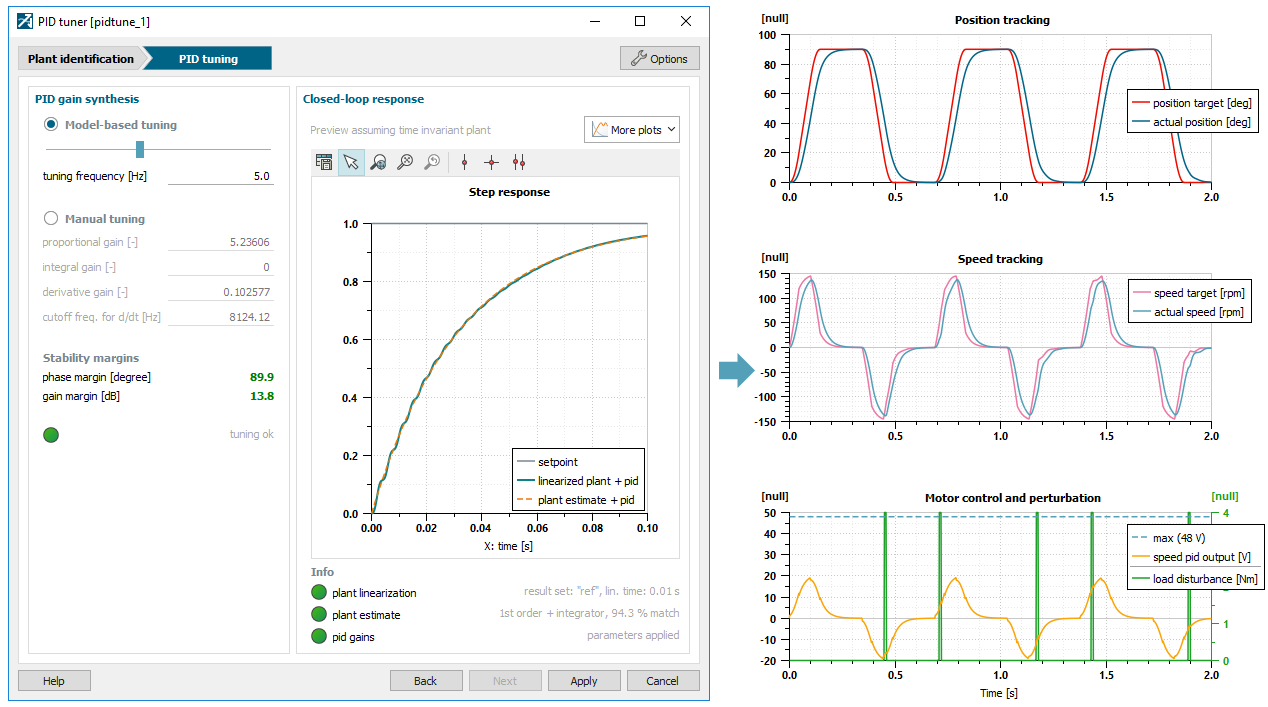 PID tuner [pidtune_1]
Plant identification
PID tuning
Options
PID gain synthesis
Model-based tuning
tuning frequency [Hz] 5.0
Manual tuning
proportional gain [-] 5.23606
integral gain [-] 0
derivative gain [-] 0.102577
cutoff freq. for d/dt [Hz] 8124.12
Stability margins
phase margin [degree] 89.9
gain margin [dB] 13.8
tuning ok
Closed-loop response
Preview assuming time invariant plant
More plots
Step response
1.0
0.8
0.6
0.4
0.2
0.0
0.00 0.02 0.04 0.06 0.08 0.10
X: time [s]
setpoint
linearized plant + pid
plant estimate + pid
Info
plant linearization result set: "ref", lin. time: 0.01 s
plant estimate 1st order + integrator, 94.3 % match
pid gains parameters applied
Help
Back
Next
Apply
Cancel
[null]
Position tracking
100
80
60
40
20
0
0.0 0.5 1.0 1.5 2.0
position target [deg]
actual position [deg]
[null]
Speed tracking
150
100
50
0
-50
-100
-150
0.0 0.5 1.0 1.5 2.0
speed target [rpm]
actual speed [rpm]
[null]
Motor control and perturbation
[null]
50
40
30
20
10
0
-10
-20
4
1
0
0.0 0.5 1.0 1.5 2.0
Time [s]
max (48 V)
speed pid output [V]
load disturbance [Nm]